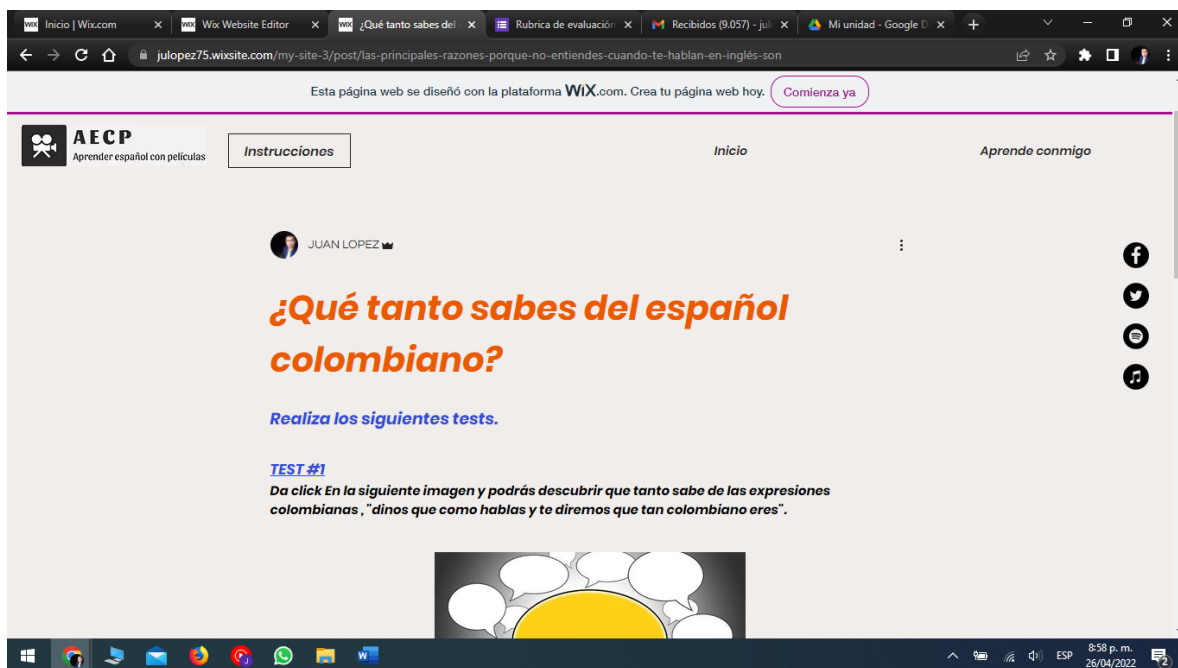 Inicio | Wix.com
Wix Website Editor
¿Qué tanto sabes del e
Rubrica de evaluación
Recibidos (9.057) - jul
Mi unidad - Google D
julopez75.wixsite.com/my-site-3/post/las-principales-razones-porque-no-entiendes-cuando-te-hablan-en-inglés-son
Esta página web se diseñó con la plataforma WiX.com. Crea tu página web hoy. Comienza ya
AECP
Aprender español con películas
Instrucciones
Inicio
Aprende conmigo
JUAN LOPEZ
¿Qué tanto sabes del español
colombiano?
Realiza los siguientes tests.
TEST #1
Da click En la siguiente imagen y podrás descubrir que tanto sabe de las expresiones
colombianas ,"dinos que como hablas y te diremos que tan colombiano eres".
ESP
8:58 p. m.
26/04/2022
2